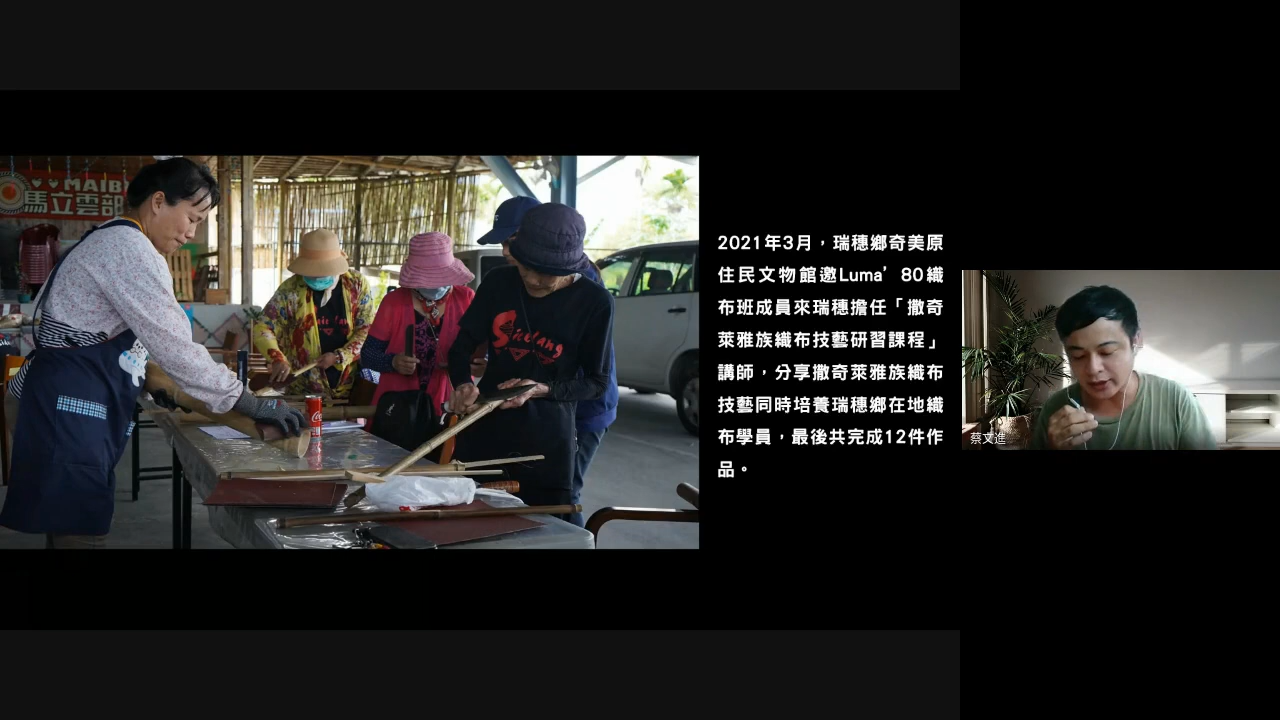 MAIB
馬立雲部
2021年3月，瑞穗鄉奇美原
住民文物館邀Luma’80織
布班成員來瑞穗擔任「撒奇
萊雅族織布技藝研習課程」
講師，分享撒奇萊雅族織布
技藝同時培養瑞穗鄉在地織
布學員，最後共完成12件作
品。
蔡文進